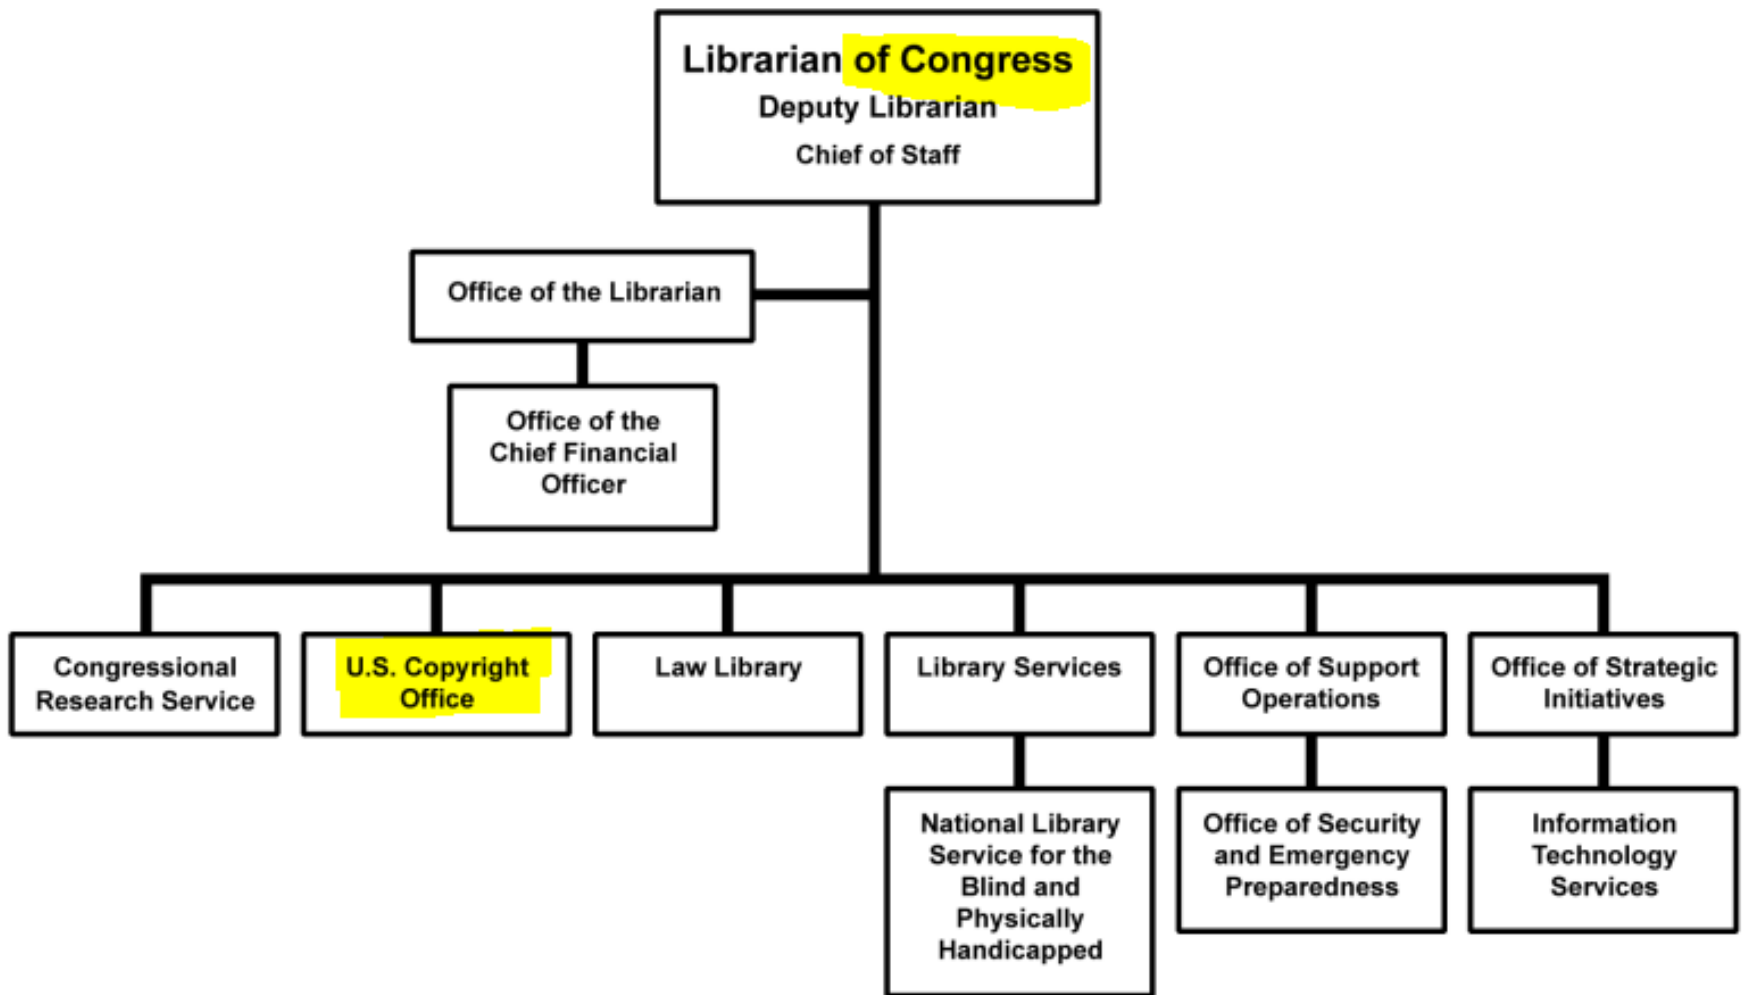 Librarian of Congress
Deputy Librarian
Chief of Staff
Office of the Librarian
Office of the
Chief Financial
Officer
Congressional
Research Service
U.S. Copyright
Office
Law Library
Library Services
Office of Support
Operations
Office of Strategic
Initiatives
National Library
Service for the
Blind and
Physically
Handicapped
Office of Security
and Emergency
Preparedness
Information
Technology
Services